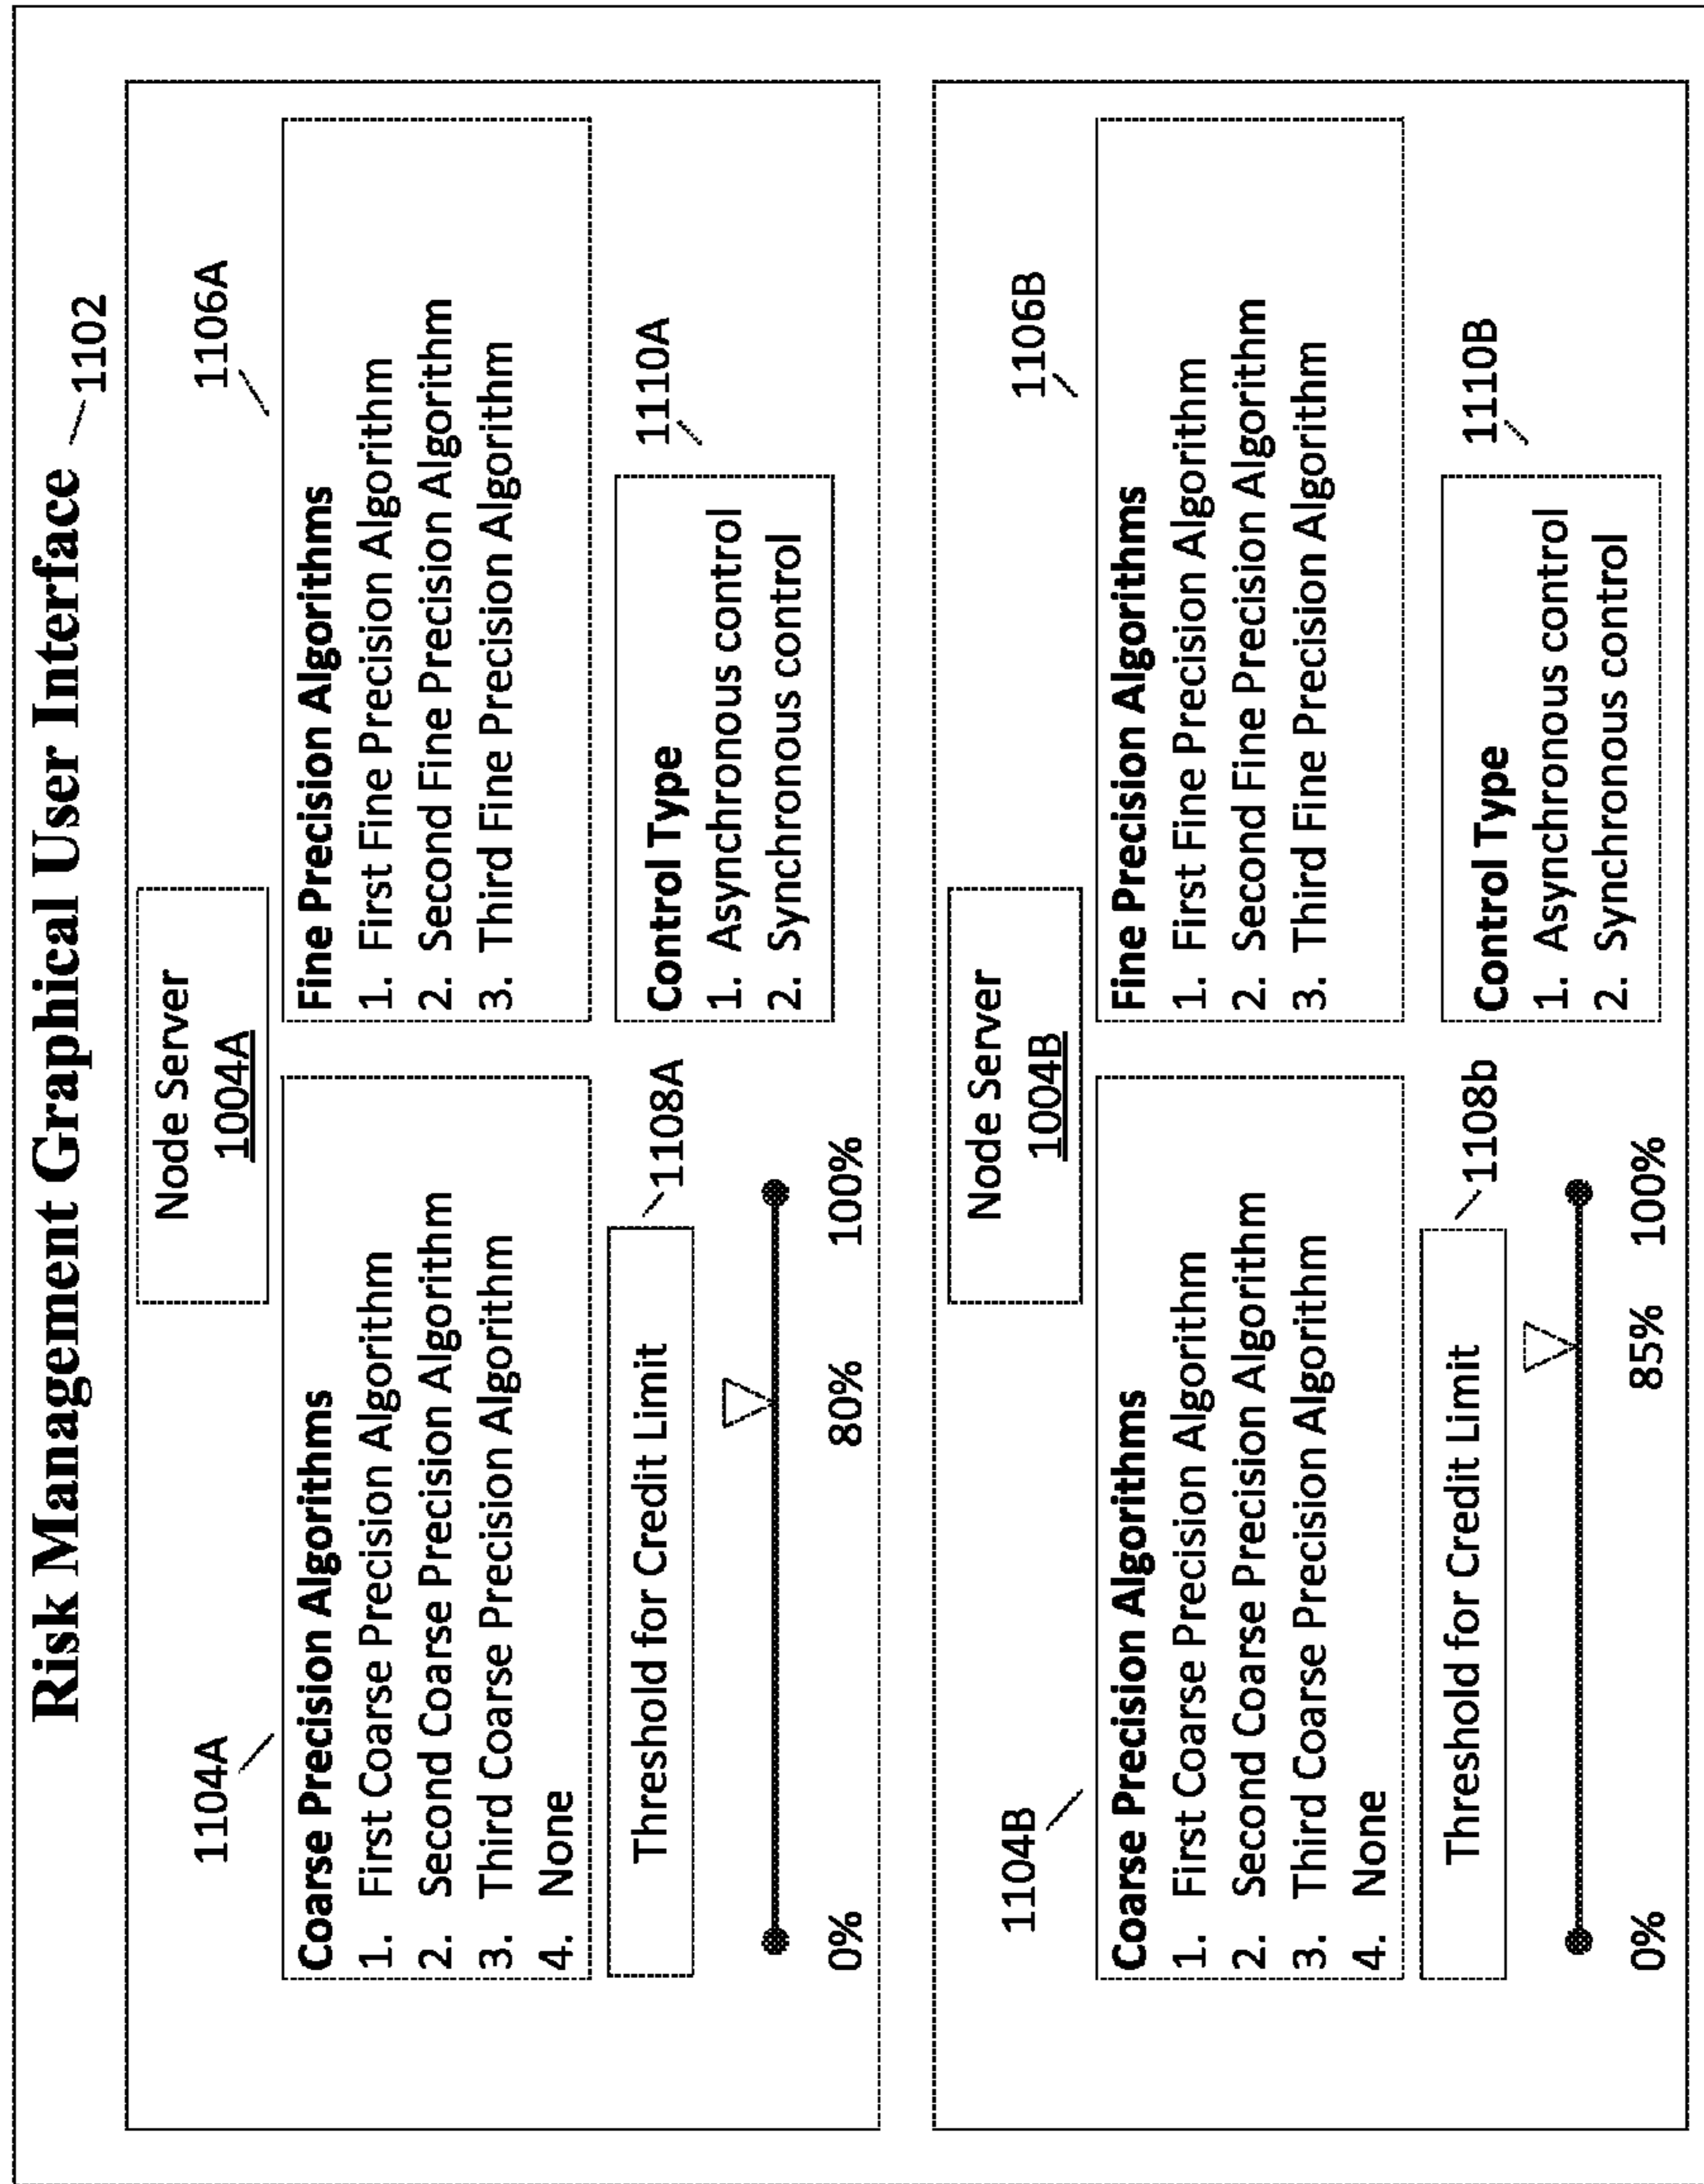 Risk Management Graphical User Interface
1102
Node Server
1004A
1104A
1106A
Coarse Precision Algorithms
1. First Coarse Precision Algorithm
2. Second Coarse Precision Algorithm
3. Third Coarse Precision Algorithm
4. None
Fine Precision Algorithms
1. First Fine Precision Algorithm
2. Second Fine Precision Algorithm
3. Third Fine Precision Algorithm
Threshold for Credit Limit
1108A
0%
80%
100%
1110A
Control Type
1. Asynchronous control
2. Synchronous control
Node Server
1004B
1104B
1106B
Coarse Precision Algorithms
1. First Coarse Precision Algorithm
2. Second Coarse Precision Algorithm
3. Third Coarse Precision Algorithm
4. None
Fine Precision Algorithms
1. First Fine Precision Algorithm
2. Second Fine Precision Algorithm
3. Third Fine Precision Algorithm
Threshold for Credit Limit
1108b
0%
85%
100%
1110B
Control Type
1. Asynchronous control
2. Synchronous control